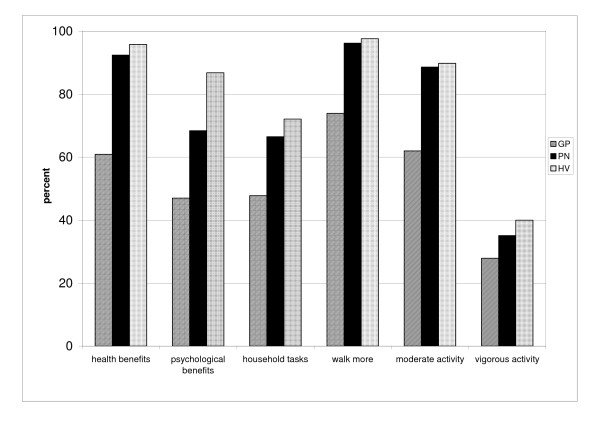 100
80
60
40
20
0
percent
health benefits
psychological
benefits
household tasks
walk more
moderate activity
vigorous activity
GP
PN
HV